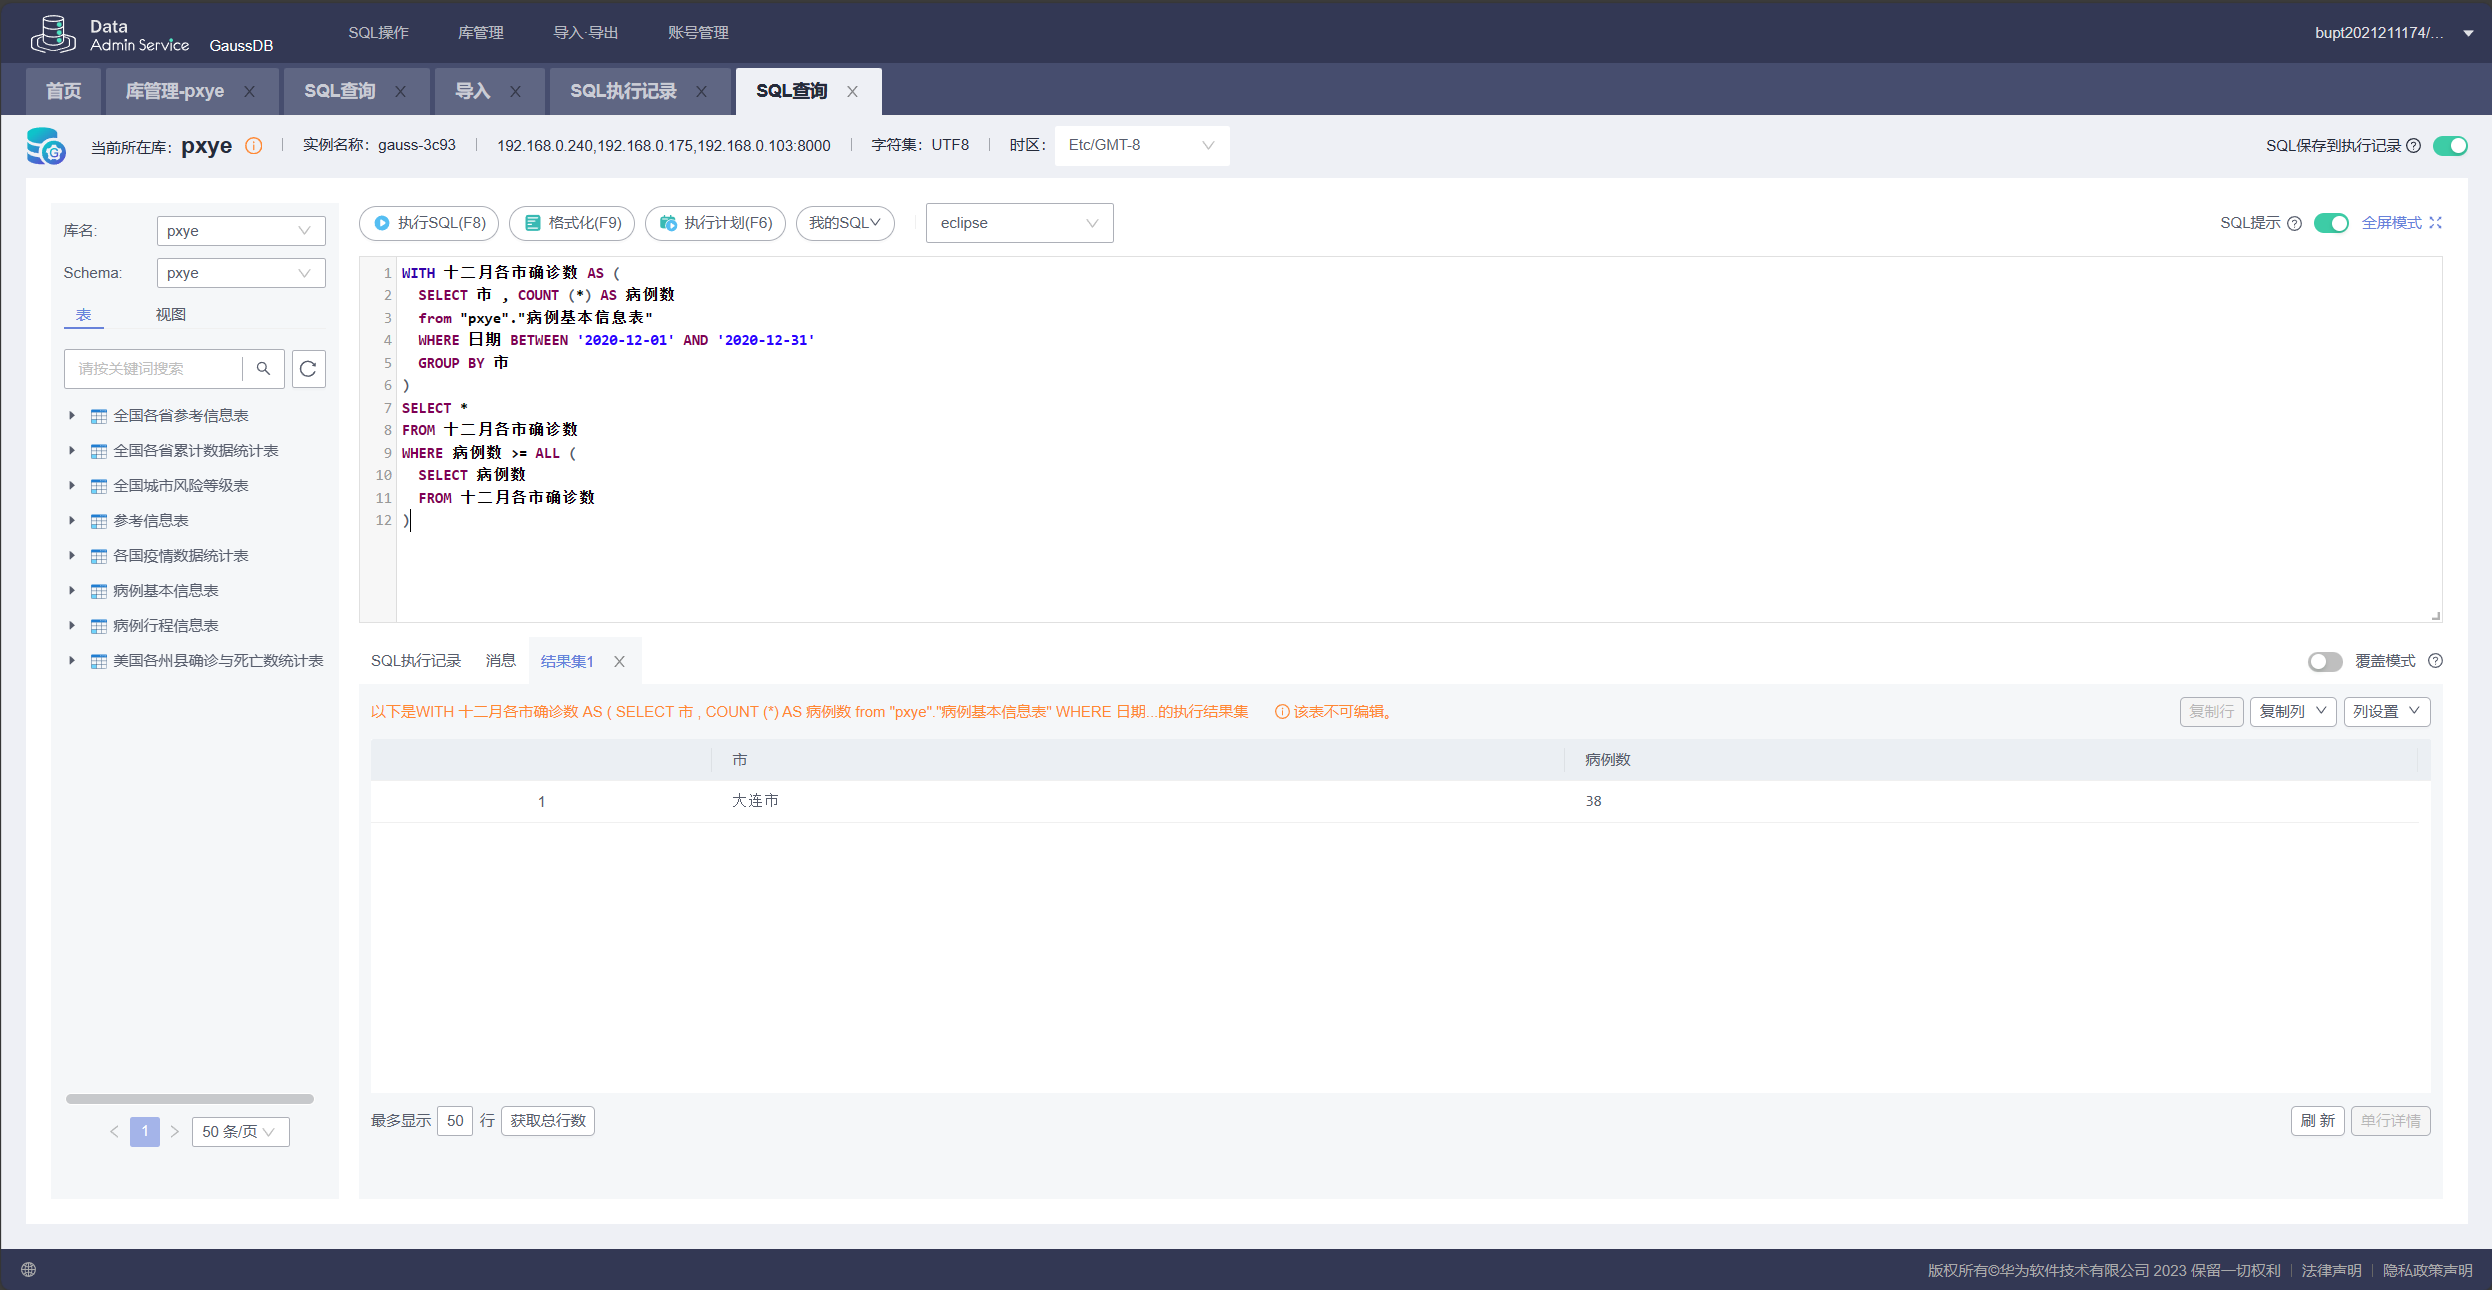 Data
Admin Service GaussDB SQL操作 库管理 导入·导出 账号管理 bupt2021211174/...
首页 库管理-pxye X SQL查询 X 导入 X SQL执行记录 X SQL查询 X
当前所在库: pxye 实例名称: gauss-3c93 192.168.0.240,192.168.0.175,192.168.0.103:8000 字符集: UTF8 时区: Etc/GMT-8 SQL保存到执行记录
库名: pxye
Schema: pxye
表 视图
请按关键词搜索
全国各省参考信息表
全国各省累计数据统计表
全国城市风险等级表
参考信息表
各国疫情数据统计表
病例基本信息表
病例行程信息表
美国各州县确诊与死亡数统计表
< 1 > 50 条/页
执行SQL(F8) 格式化(F9) 执行计划(F6) 我的SQL eclipse SQL提示 全屏模式
1 WITH 十二月各市确诊数 AS (
2 SELECT 市 , COUNT (*) AS 病例数
3 from "pxye"."病例基本信息表"
4 WHERE 日期 BETWEEN '2020-12-01' AND '2020-12-31'
5 GROUP BY 市
6 )
7 SELECT *
8 FROM 十二月各市确诊数
9 WHERE 病例数 >= ALL (
10 SELECT 病例数
11 FROM 十二月各市确诊数
12 )
SQL执行记录 消息 结果集1 X 覆盖模式
以下是WITH 十二月各市确诊数 AS ( SELECT 市 , COUNT (*) AS 病例数 from "pxye"."病例基本信息表" WHERE 日期...的执行结果集 该表不可编辑。 复制行 复制列 列设置
市 病例数
1 大连市 38
最多显示 50 行 获取总行数 刷 新 单行详情
版权所有©华为软件技术有限公司 2023 保留一切权利 | 法律声明 | 隐私政策声明